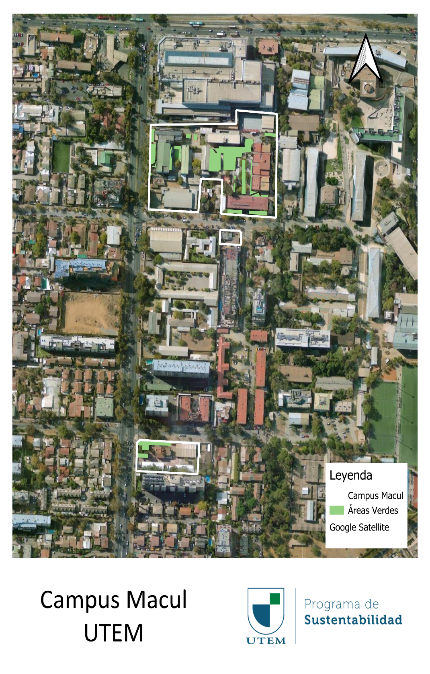 Leyenda
Campus Macul
Áreas Verdes
Google Satellite
Campus Macul
UTEM
UTEM
Programa de
Sustentabilidad